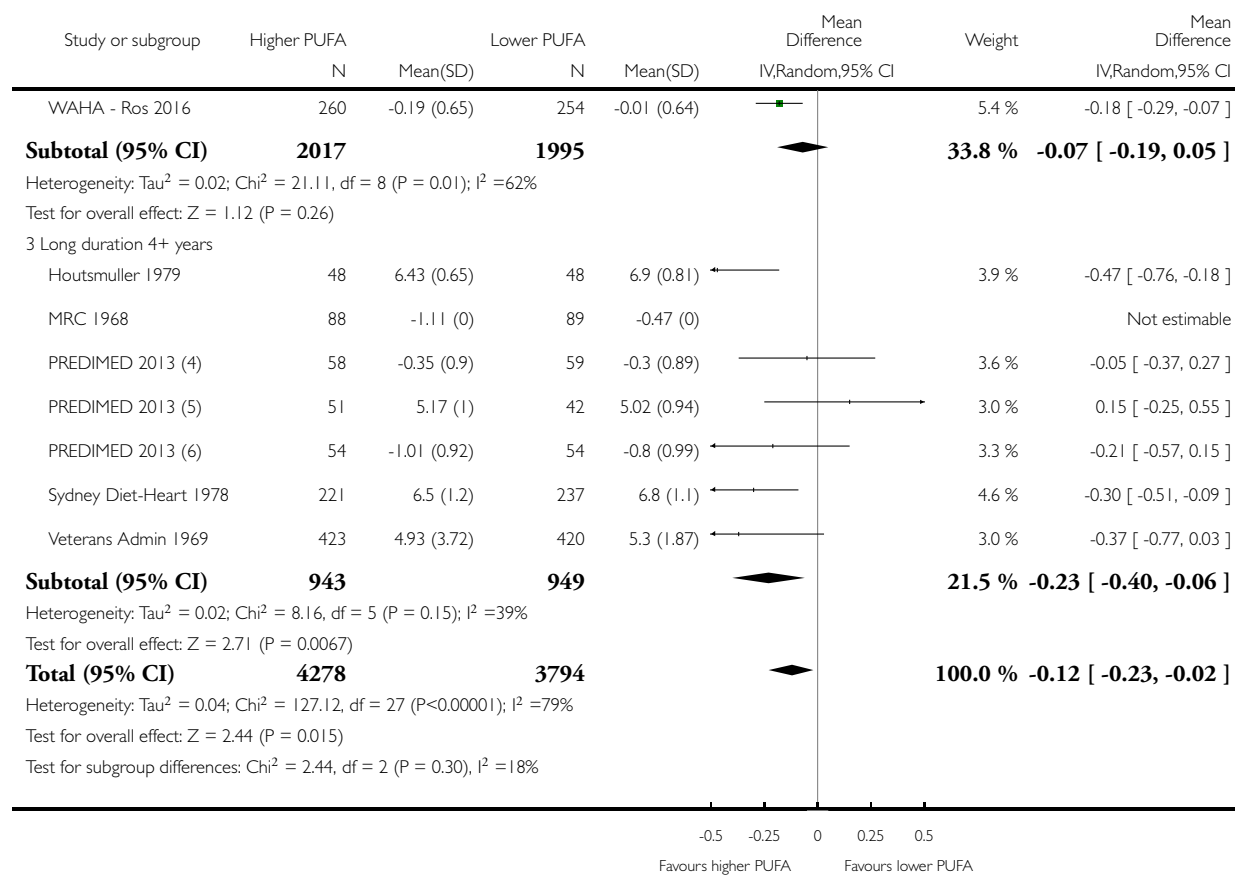 Mean Mean
Study or subgroup Higher PUFA Lower PUFA Difference Weight Difference
N Mean(SD) N Mean(SD) IV,Random,95% CI IV,Random,95% CI
WAHA - Ros 2016 260 -0.19 (0.65) 254 -0.01 (0.64) 5.4 % -0.18 [ -0.29, -0.07 ]
Subtotal (95% CI) 2017 1995 33.8 % -0.07 [ -0.19, 0.05 ]
Heterogeneity: Tau² = 0.02; Chi² = 21.11, df = 8 (P = 0.01); I² =62%
Test for overall effect: Z = 1.12 (P = 0.26)
3 Long duration 4+ years
Houtsmuller 1979 48 6.43 (0.65) 48 6.9 (0.81) 3.9 % -0.47 [ -0.76, -0.18 ]
MRC 1968 88 -1.11 (0) 89 -0.47 (0) Not estimable
PREDIMED 2013 (4) 58 -0.35 (0.9) 59 -0.3 (0.89) 3.6 % -0.05 [ -0.37, 0.27 ]
PREDIMED 2013 (5) 51 5.17 (1) 42 5.02 (0.94) 3.0 % 0.15 [ -0.25, 0.55 ]
PREDIMED 2013 (6) 54 -1.01 (0.92) 54 -0.8 (0.99) 3.3 % -0.21 [ -0.57, 0.15 ]
Sydney Diet-Heart 1978 221 6.5 (1.2) 237 6.8 (1.1) 4.6 % -0.30 [ -0.51, -0.09 ]
Veterans Admin 1969 423 4.93 (3.72) 420 5.3 (1.87) 3.0 % -0.37 [ -0.77, 0.03 ]
Subtotal (95% CI) 943 949 21.5 % -0.23 [ -0.40, -0.06 ]
Heterogeneity: Tau² = 0.02; Chi² = 8.16, df = 5 (P = 0.15); I² =39%
Test for overall effect: Z = 2.71 (P = 0.0067)
Total (95% CI) 4278 3794 100.0 % -0.12 [ -0.23, -0.02 ]
Heterogeneity: Tau² = 0.04; Chi² = 127.12, df = 27 (P<0.00001); I² =79%
Test for overall effect: Z = 2.44 (P = 0.015)
Test for subgroup differences: Chi² = 2.44, df = 2 (P = 0.30), I² =18%
-0.5 -0.25 0 0.25 0.5
Favours higher PUFA Favours lower PUFA